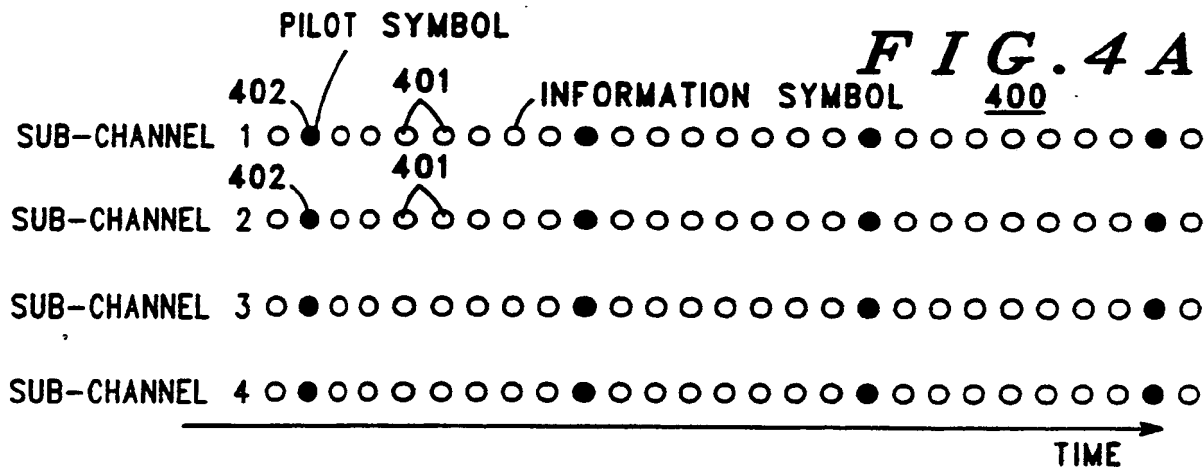 PILOT SYMBOL
FIG.4A
402
401
INFORMATION SYMBOL
400
SUB-CHANNEL 1
402
401
SUB-CHANNEL 2
SUB-CHANNEL 3
SUB-CHANNEL 4
TIME